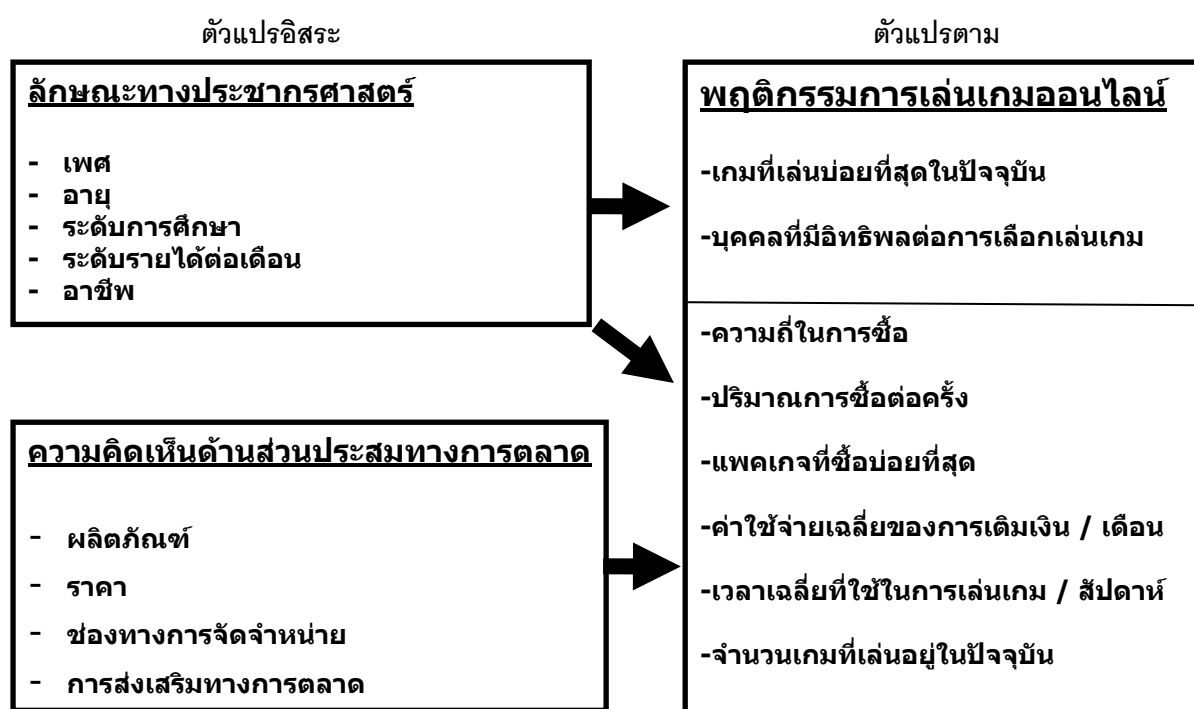 ตัวแปรอิสระ
ตัวแปรตาม
ลักษณะทางประชากรศาสตร์
- เพศ
- อายุ
- ระดับการศึกษา
- ระดับรายได้ต่อเดือน
- อาชีพ
ความคิดเห็นด้านส่วนประสมทางการตลาด
- ผลิตภัณฑ์
- ราคา
- ช่องทางการจัดจำหน่าย
- การส่งเสริมทางการตลาด
พฤติกรรมการเล่นเกมออนไลน์
-เกมที่เล่นบ่อยที่สุดในปัจจุบัน
-บุคคลที่มีอิทธิพลต่อการเลือกเล่นเกม
-ความถี่ในการซื้อ
-ปริมาณการซื้อต่อครั้ง
-แพคเกจที่ซื้อบ่อยที่สุด
-ค่าใช้จ่ายเฉลี่ยของการเติมเงิน / เดือน
-เวลาเฉลี่ยที่ใช้ในการเล่นเกม / สัปดาห์
-จำนวนเกมที่เล่นอยู่ในปัจจุบัน